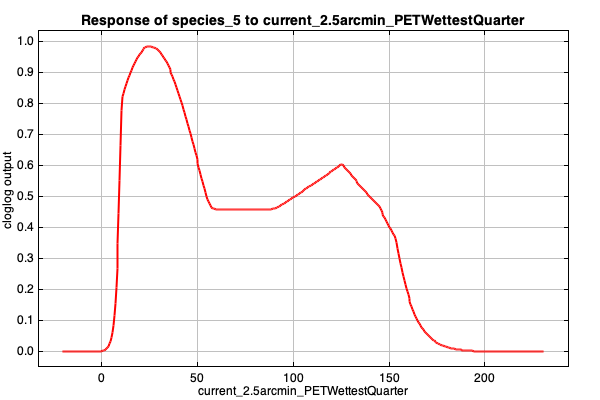 Response of species_5 to current_2.5arcmin_PETWettestQuarter
cloglog output
1.0
0.9
0.8
0.7
0.6
0.5
0.4
0.3
0.2
0.1
0.0
0 50 100 150 200
current_2.5arcmin_PETWettestQuarter